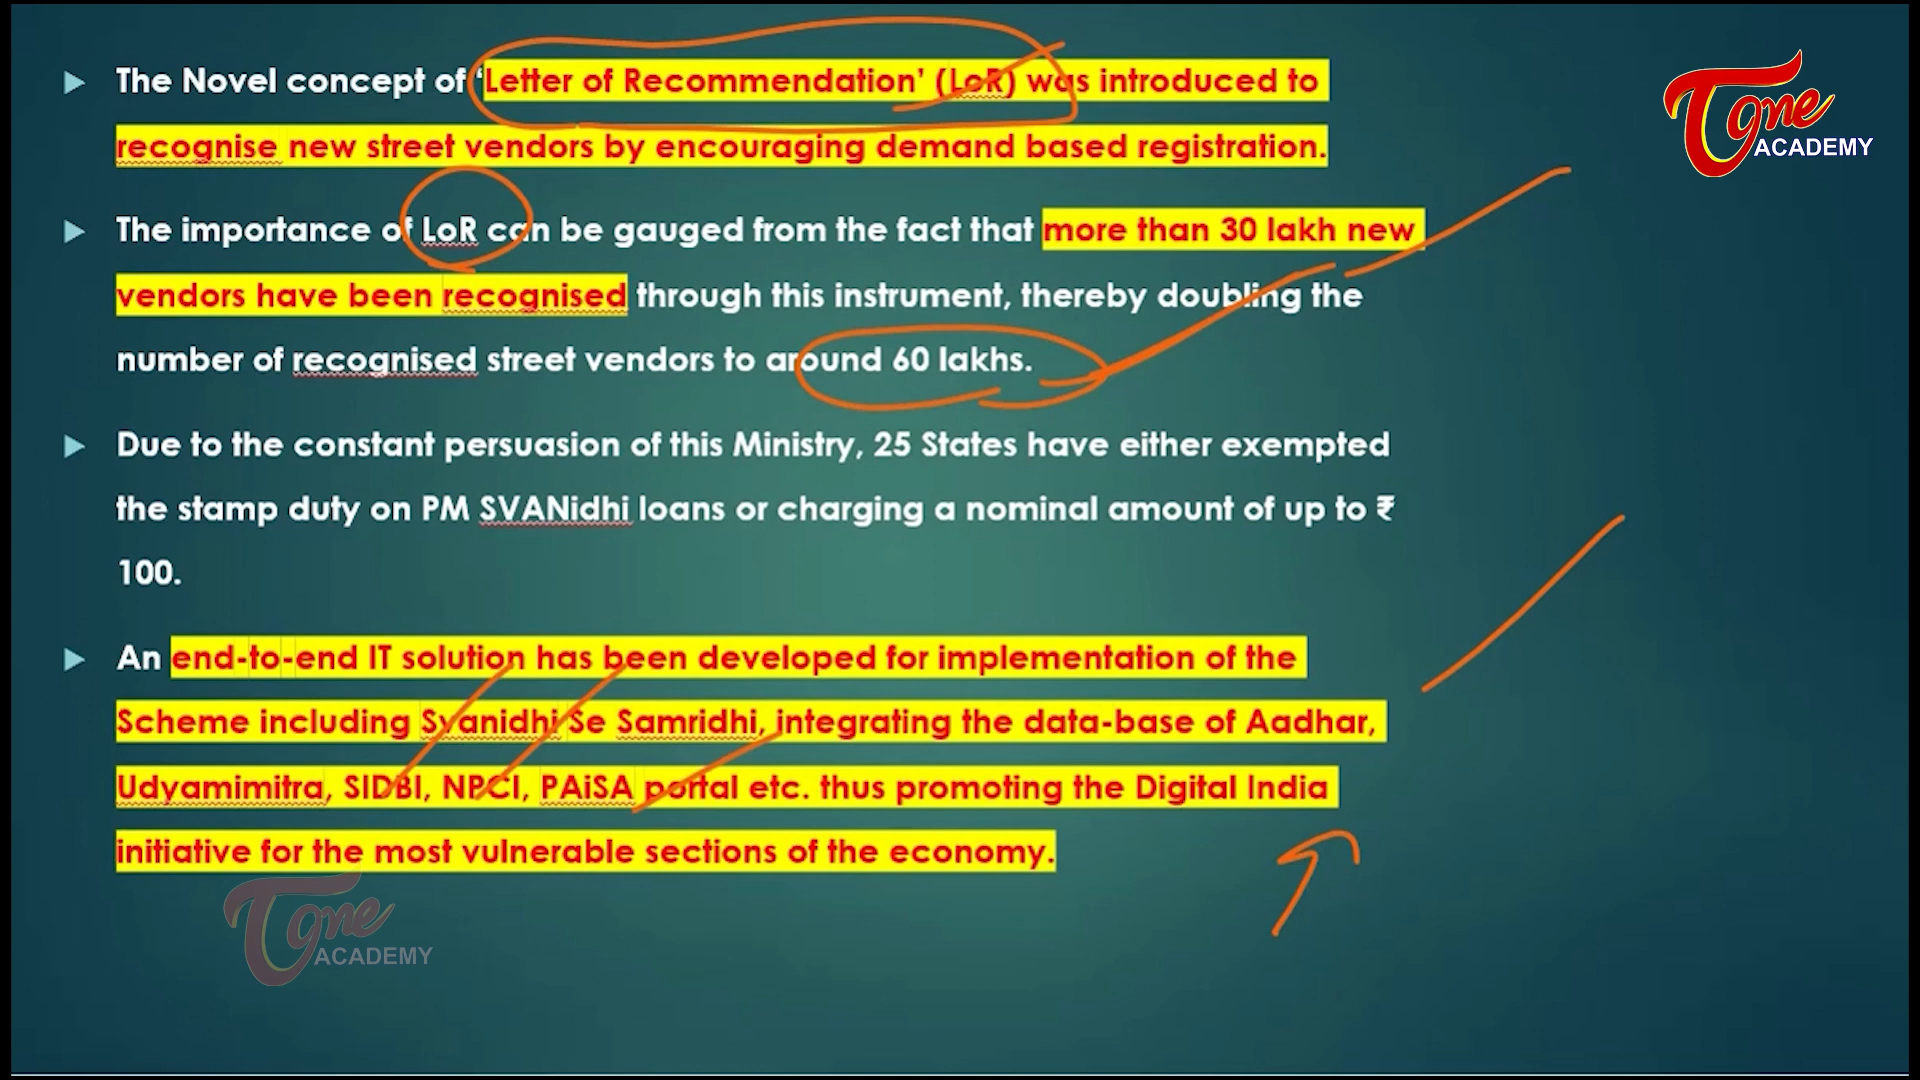 The Novel concept of ‘Letter of Recommendation’ (LoR) was introduced to
recognise new street vendors by encouraging demand based registration.
The importance of LoR can be gauged from the fact that more than 30 lakh new
vendors have been recognised through this instrument, thereby doubling the
number of recognised street vendors to around 60 lakhs.
Due to the constant persuasion of this Ministry, 25 States have either exempted
the stamp duty on PM SVANidhi loans or charging a nominal amount of up to ₹
100.
An end-to-end IT solution has been developed for implementation of the
Scheme including Svanidhi Se Samridhi, integrating the data-base of Aadhar,
Udyamimitra, SIDBI, NPCI, PAiSA portal etc. thus promoting the Digital India
initiative for the most vulnerable sections of the economy.
Tone
ACADEMY
Tone
ACADEMY